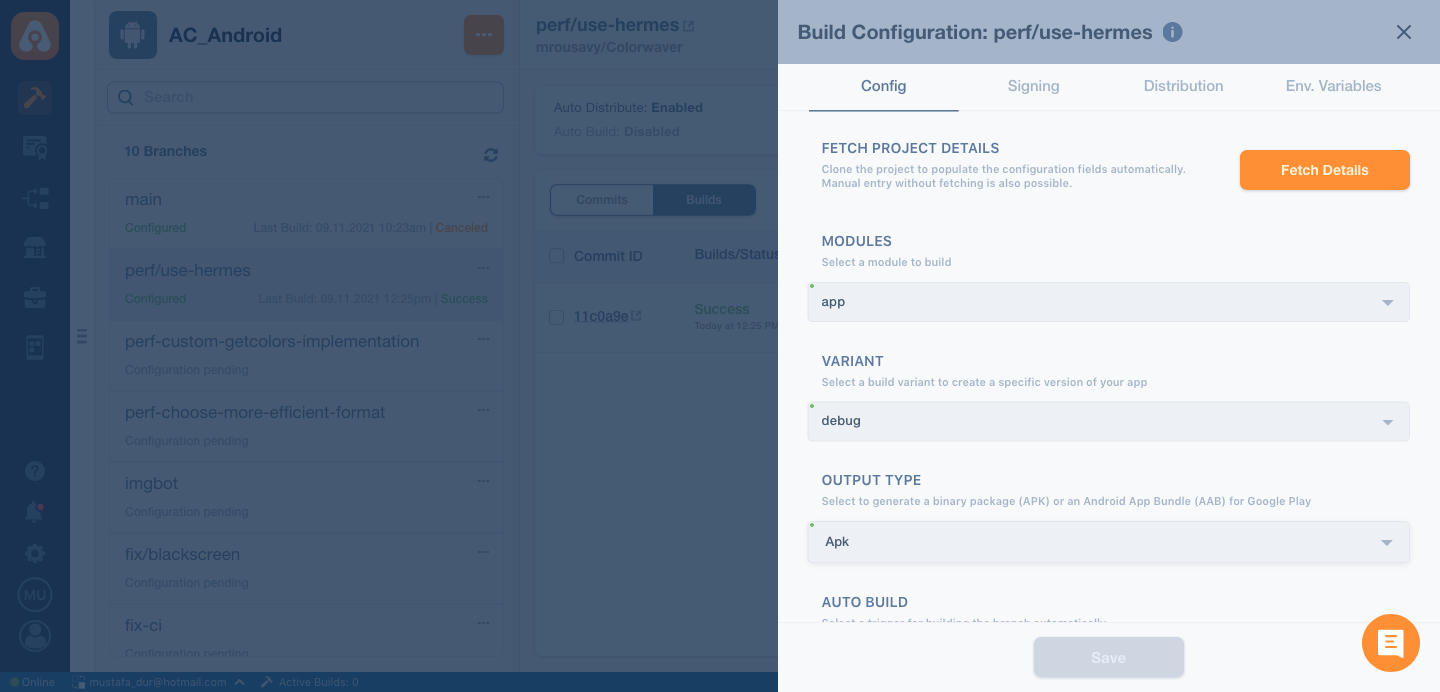 AC_Android
Search
10 Branches
main
Configured
Last Build: 09.11.2021 10:23am | Canceled
perf/use-hermes
Configured
Last Build: 09.11.2021 12:25pm | Success
perf-custom-getcolors-implementation
Configuration pending
perf-choose-more-efficient-format
Configuration pending
imgbot
Configuration pending
fix/blackscreen
Configuration pending
fix-ci
Configuration pending
MU
Online
mustafa_dur@hotmail.com
Active Builds: 0
perf/use-hermes
mrousavy/Colorwaver
Auto Distribute: Enabled
Auto Build: Disabled
Commits
Builds
Commit ID
Builds/Status
11c0a9e
Success
Today at 12:25 PM
Build Configuration: perf/use-hermes
Config
Signing
Distribution
Env. Variables
FETCH PROJECT DETAILS
Clone the project to populate the configuration fields automatically.
Manual entry without fetching is also possible.
Fetch Details
MODULES
Select a module to build
app
VARIANT
Select a build variant to create a specific version of your app
debug
OUTPUT TYPE
Select to generate a binary package (APK) or an Android App Bundle (AAB) for Google Play
Apk
AUTO BUILD
Select a trigger for building the branch automatically
Save